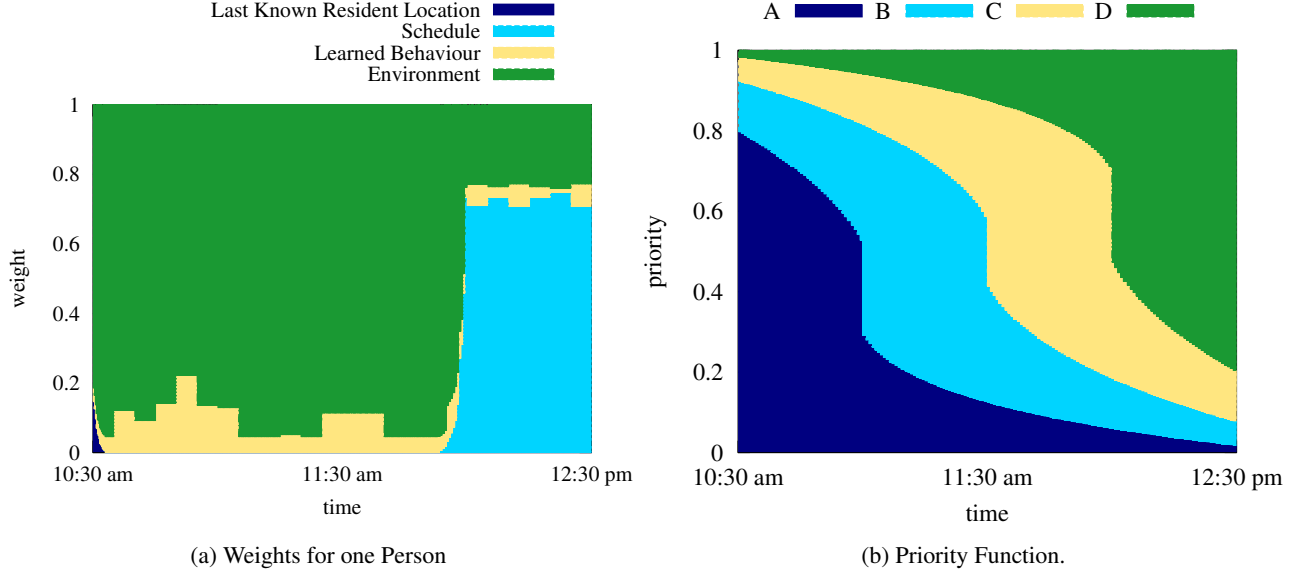 Last Known Resident Location
Schedule
Learned Behaviour
Environment
1
0.8
0.6
0.4
0.2
0
weight
10:30 am 11:30 am 12:30 pm
time
(a) Weights for one Person
A B C D
1
0.8
0.6
0.4
0.2
0
priority
10:30 am 11:30 am 12:30 pm
time
(b) Priority Function.